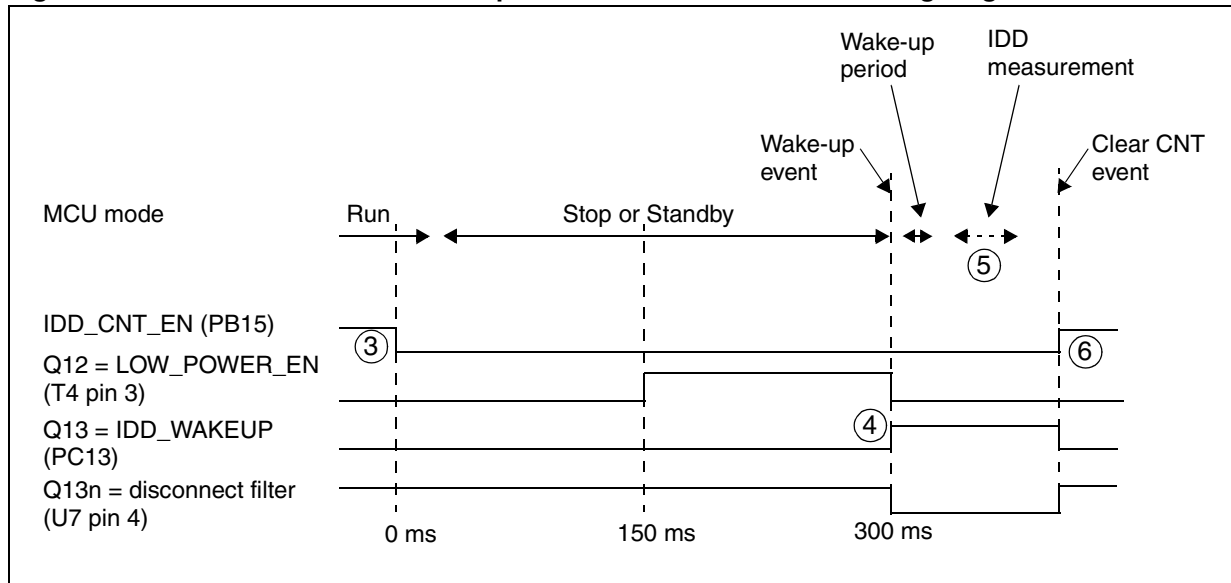 Wake-up
period
IDD
measurement
Wake-up
event
Clear CNT
event
MCU mode
Run
Stop or Standby
5
IDD_CNT_EN (PB15)
3
6
Q12 = LOW_POWER_EN
(T4 pin 3)
Q13 = IDD_WAKEUP
(PC13)
4
Q13n = disconnect filter
(U7 pin 4)
0 ms
150 ms
300 ms